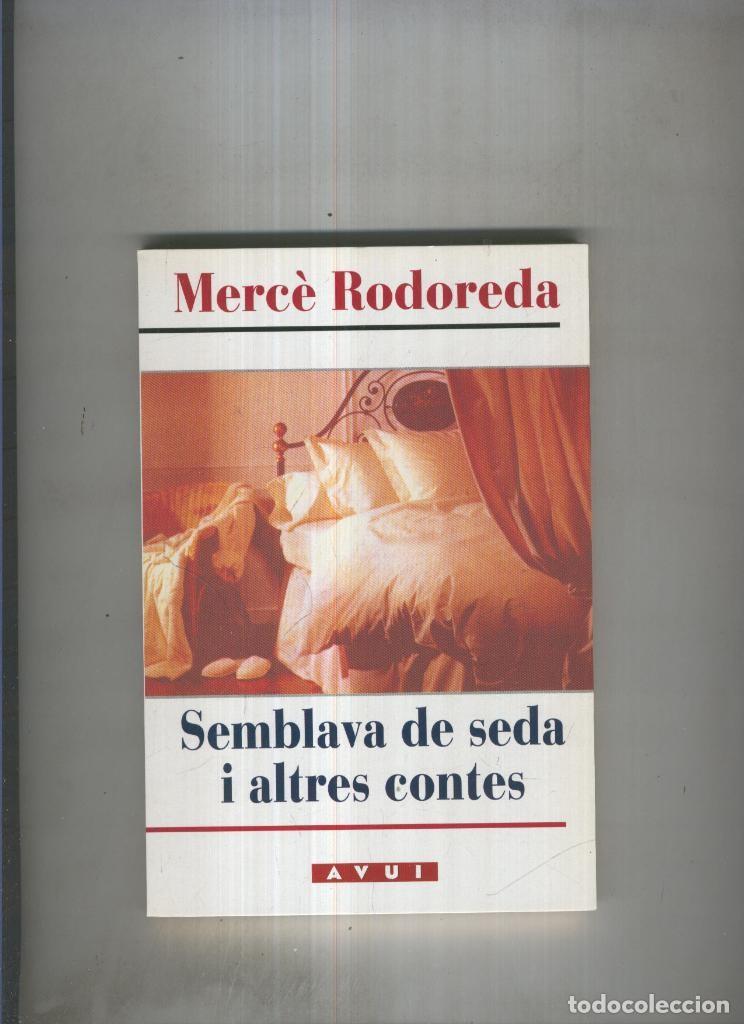 Mercè Rodoreda
Semblava de seda
i altres contes
AVUI
todocoleccion